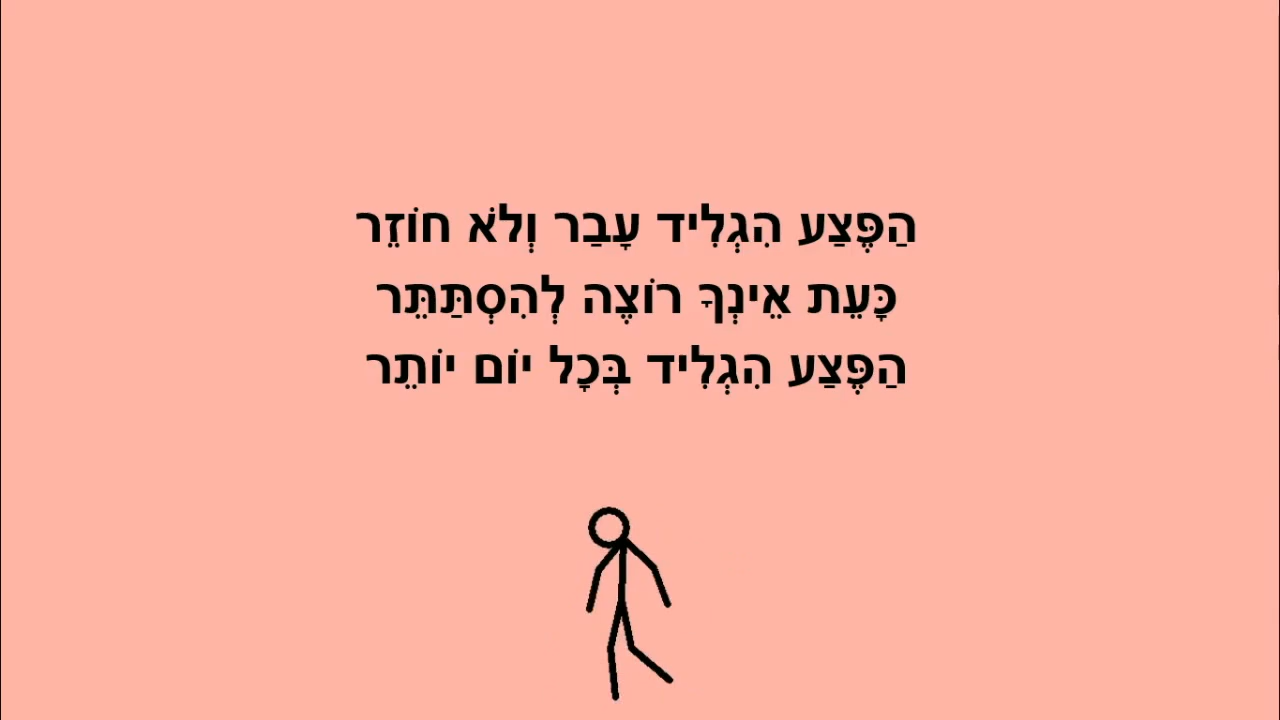 הַפֶּצַע הִגְלִיד עָבַר וְלֹא חוֹזֵר
כָּעֵת אֵינְךָ רוֹצֶה לְהִסְתַּתֵּר
הַפֶּצַע הִגְלִיד בְּכָל יוֹם יוֹתֵר